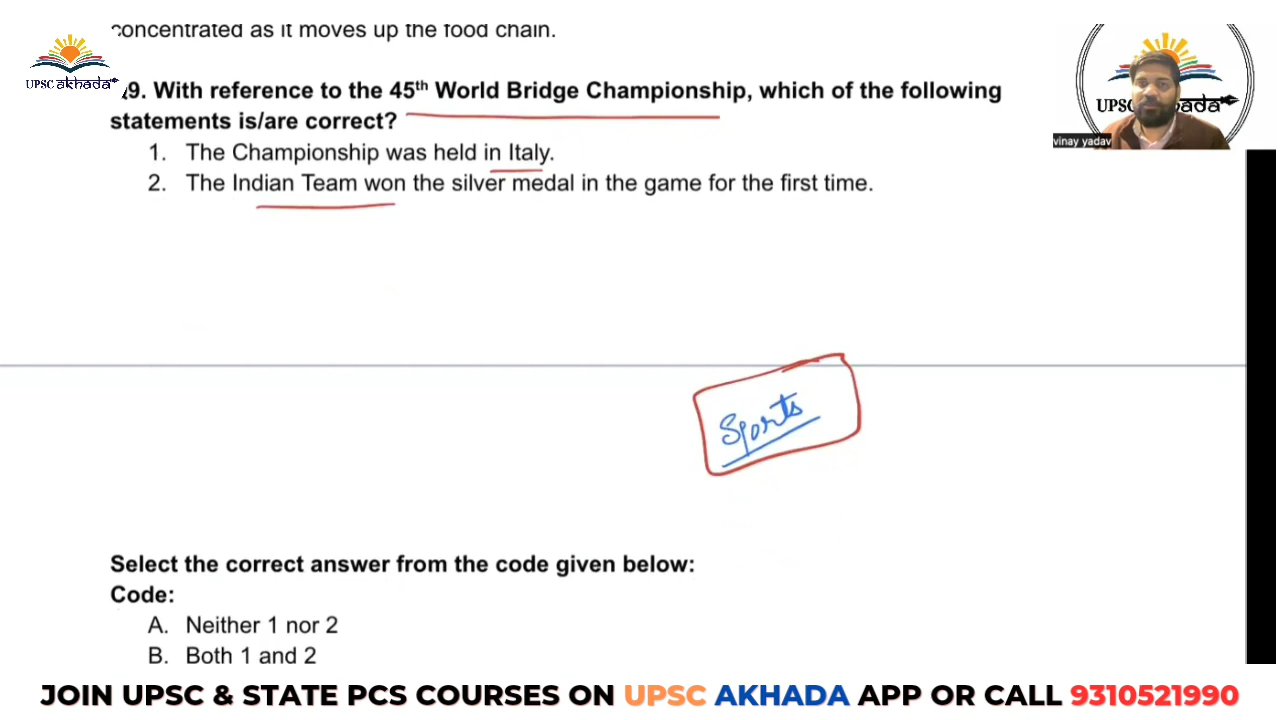 concentrated as it moves up the food chain.
UPSC akhada
9. With reference to the 45th World Bridge Championship, which of the following
statements is/are correct?
1. The Championship was held in Italy.
2. The Indian Team won the silver medal in the game for the first time.
vinay yadav
Sports
Select the correct answer from the code given below:
Code:
A. Neither 1 nor 2
B. Both 1 and 2
JOIN UPSC & STATE PCS COURSES ON UPSC AKHADA APP OR CALL 9310521990